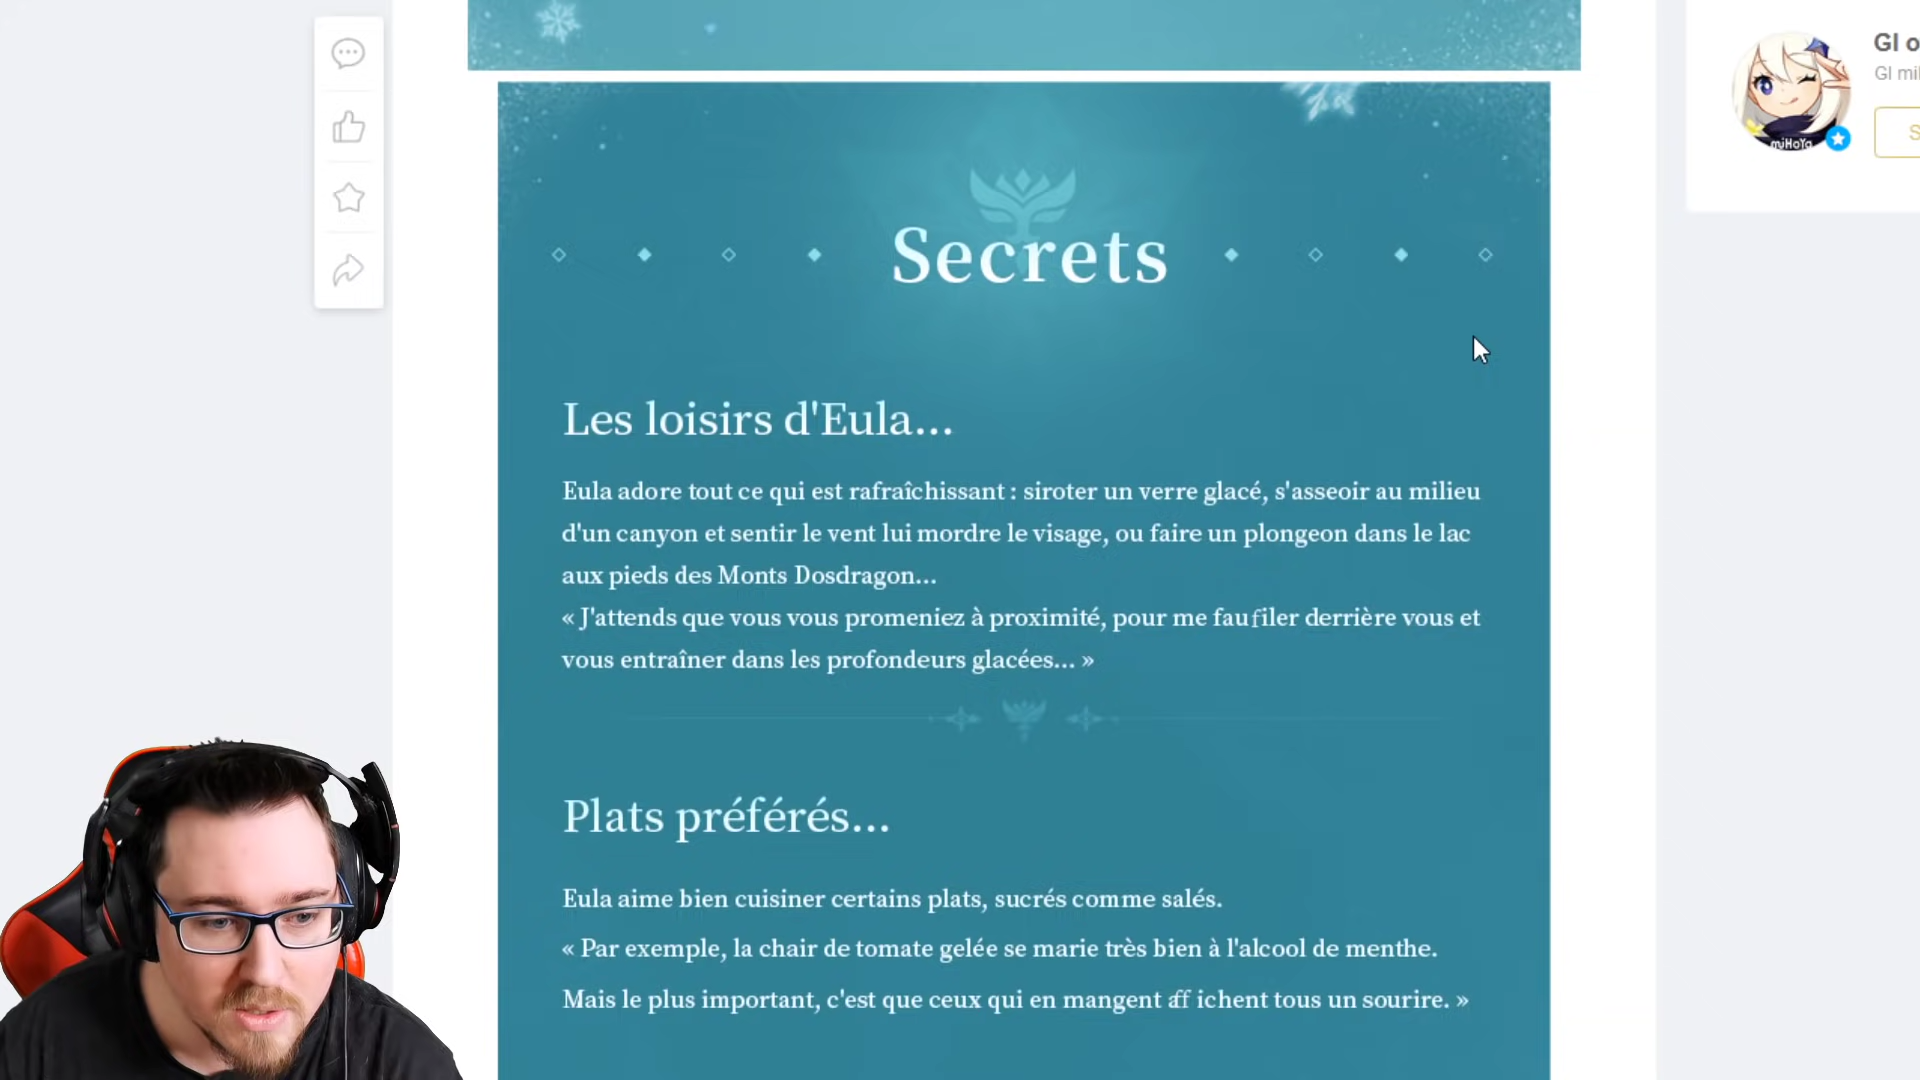 Secrets
Les loisirs d'Eula...
Eula adore tout ce qui est rafraîchissant : siroter un verre glacé, s'asseoir au milieu
d'un canyon et sentir le vent lui mordre le visage, ou faire un plongeon dans le lac
aux pieds des Monts Dosdragon...
« J'attends que vous vous promeniez à proximité, pour me faufiler derrière vous et
vous entraîner dans les profondeurs glacées... »
Plats préférés...
Eula aime bien cuisiner certains plats, sucrés comme salés.
« Par exemple, la chair de tomate gelée se marie très bien à l'alcool de menthe.
Mais le plus important, c'est que ceux qui en mangent aff ichent tous un sourire. »
GI o
GI mi
S
miHoYo